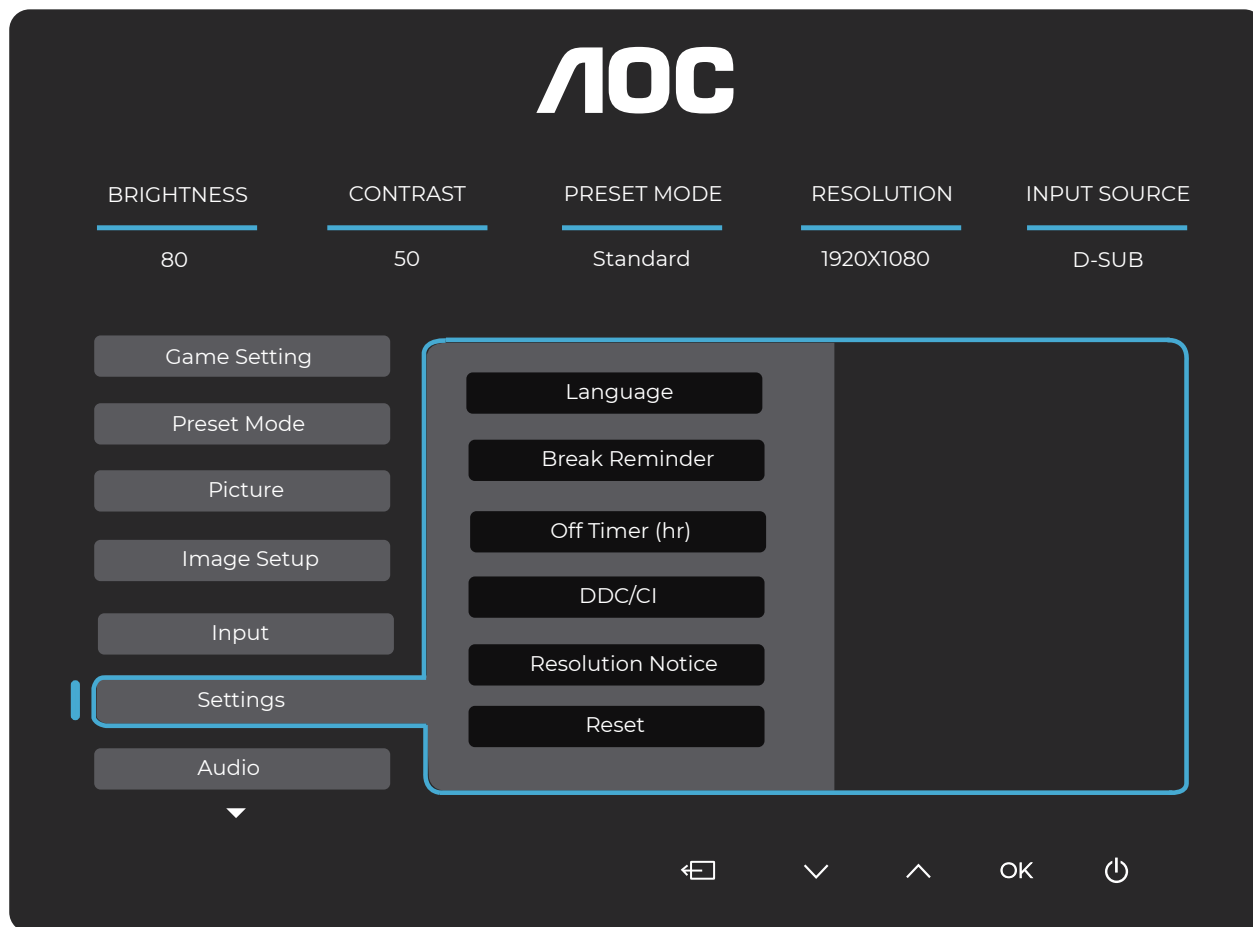 AOC
BRIGHTNESS CONTRAST PRESET MODE RESOLUTION INPUT SOURCE
80 50 Standard 1920X1080 D-SUB
Game Setting
Preset Mode
Picture
Image Setup
Input
Settings
Audio
Language
Break Reminder
Off Timer (hr)
DDC/CI
Resolution Notice
Reset
OK